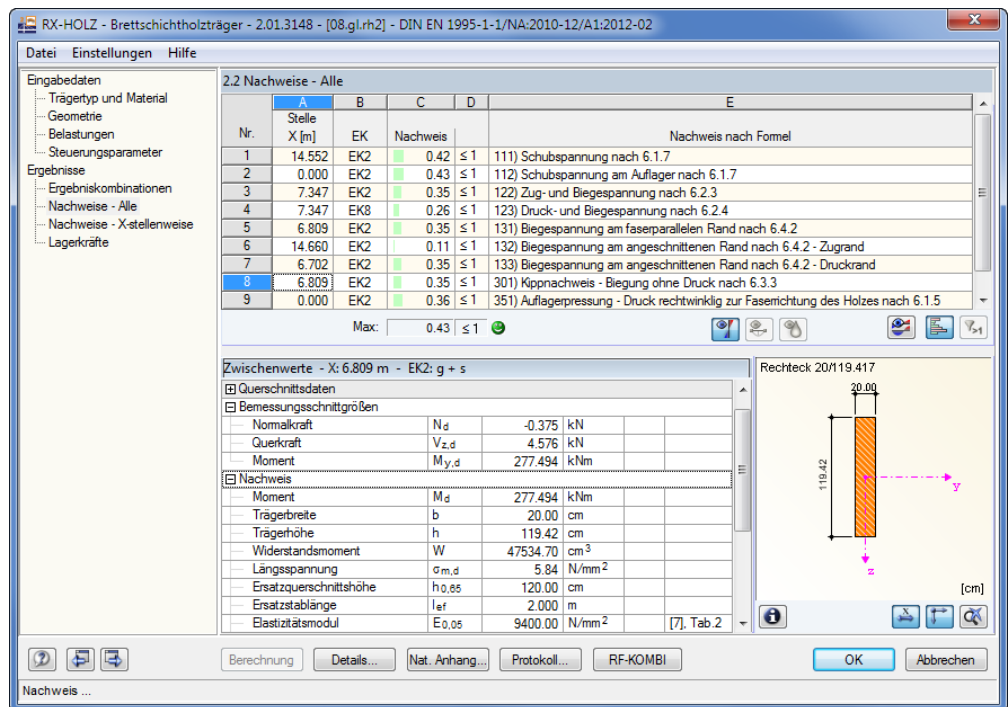 RX-HOLZ - Brettschichtholzträger - 2.01.3148 - [08.gl.rh2] - DIN EN 1995-1-1/NA:2010-12/A1:2012-02
Datei Einstellungen Hilfe
Eingabedaten
Trägertyp und Material
Geometrie
Belastungen
Steuerungsparameter
Ergebnisse
Ergebniskombinationen
Nachweise - Alle
Nachweise - X-stellenweise
Lagerkräfte
2.2 Nachweise - Alle
A B C D E
Stelle
Nr. X [m] EK Nachweis Nachweis nach Formel
1 14.552 EK2 0.42 ≤ 1 111) Schubspannung nach 6.1.7
2 0.000 EK2 0.43 ≤ 1 112) Schubspannung am Auflager nach 6.1.7
3 7.347 EK2 0.35 ≤ 1 122) Zug- und Biegespannung nach 6.2.3
4 7.347 EK8 0.26 ≤ 1 123) Druck- und Biegespannung nach 6.2.4
5 6.809 EK2 0.35 ≤ 1 131) Biegespannung am faserparallelen Rand nach 6.4.2
6 14.660 EK2 0.11 ≤ 1 132) Biegespannung am angeschnittenen Rand nach 6.4.2 - Zugrand
7 6.702 EK2 0.35 ≤ 1 133) Biegespannung am angeschnittenen Rand nach 6.4.2 - Druckrand
8 6.809 EK2 0.35 ≤ 1 301) Kippnachweis - Biegung ohne Druck nach 6.3.3
9 0.000 EK2 0.36 ≤ 1 351) Auflagerpressung - Druck rechtwinklig zur Faserrichtung des Holzes nach 6.1.5
Max: 0.43 ≤ 1
>1
Zwischenwerte - X: 6.809 m - EK2: g + s
Querschnittsdaten
Bemessungsschnittgrößen
Normalkraft Nd -0.375 kN
Querkraft Vz,d 4.576 kN
Moment My,d 277.494 kNm
Nachweis
Moment Md 277.494 kNm
Trägerbreite b 20.00 cm
Trägerhöhe h 119.42 cm
Widerstandsmoment W 47534.70 cm3
Längsspannung σm,d 5.84 N/mm2
Ersatzquerschnittshöhe h0,65 120.00 cm
Ersatzstablänge lef 2.000 m
Elastizitätsmodul E0,05 9400.00 N/mm2 [7], Tab.2
Rechteck 20/119.417
20.00
119.42
y
z
[cm]
x
Berechnung Details... Nat. Anhang... Protokoll... RF-KOMBI OK Abbrechen
Nachweis ...